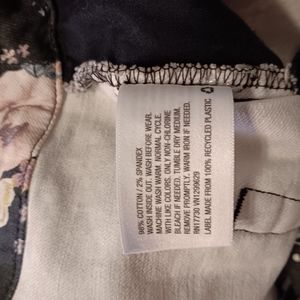 98% COTTON / 2% SPANDEX
WASH INSIDE OUT. WASH BEFORE WEAR.
MACHINE WASH WARM. NORMAL CYCLE.
WITH LIKE COLORS. ONLY NON-CHLORINE
BLEACH IF NEEDED. TUMBLE DRY MEDIUM.
REMOVE PROMPTLY. WARM IRON IF NEEDED.
LABEL MADE FROM 100% RECYCLED PLASTIC
RN17730 VN1299629